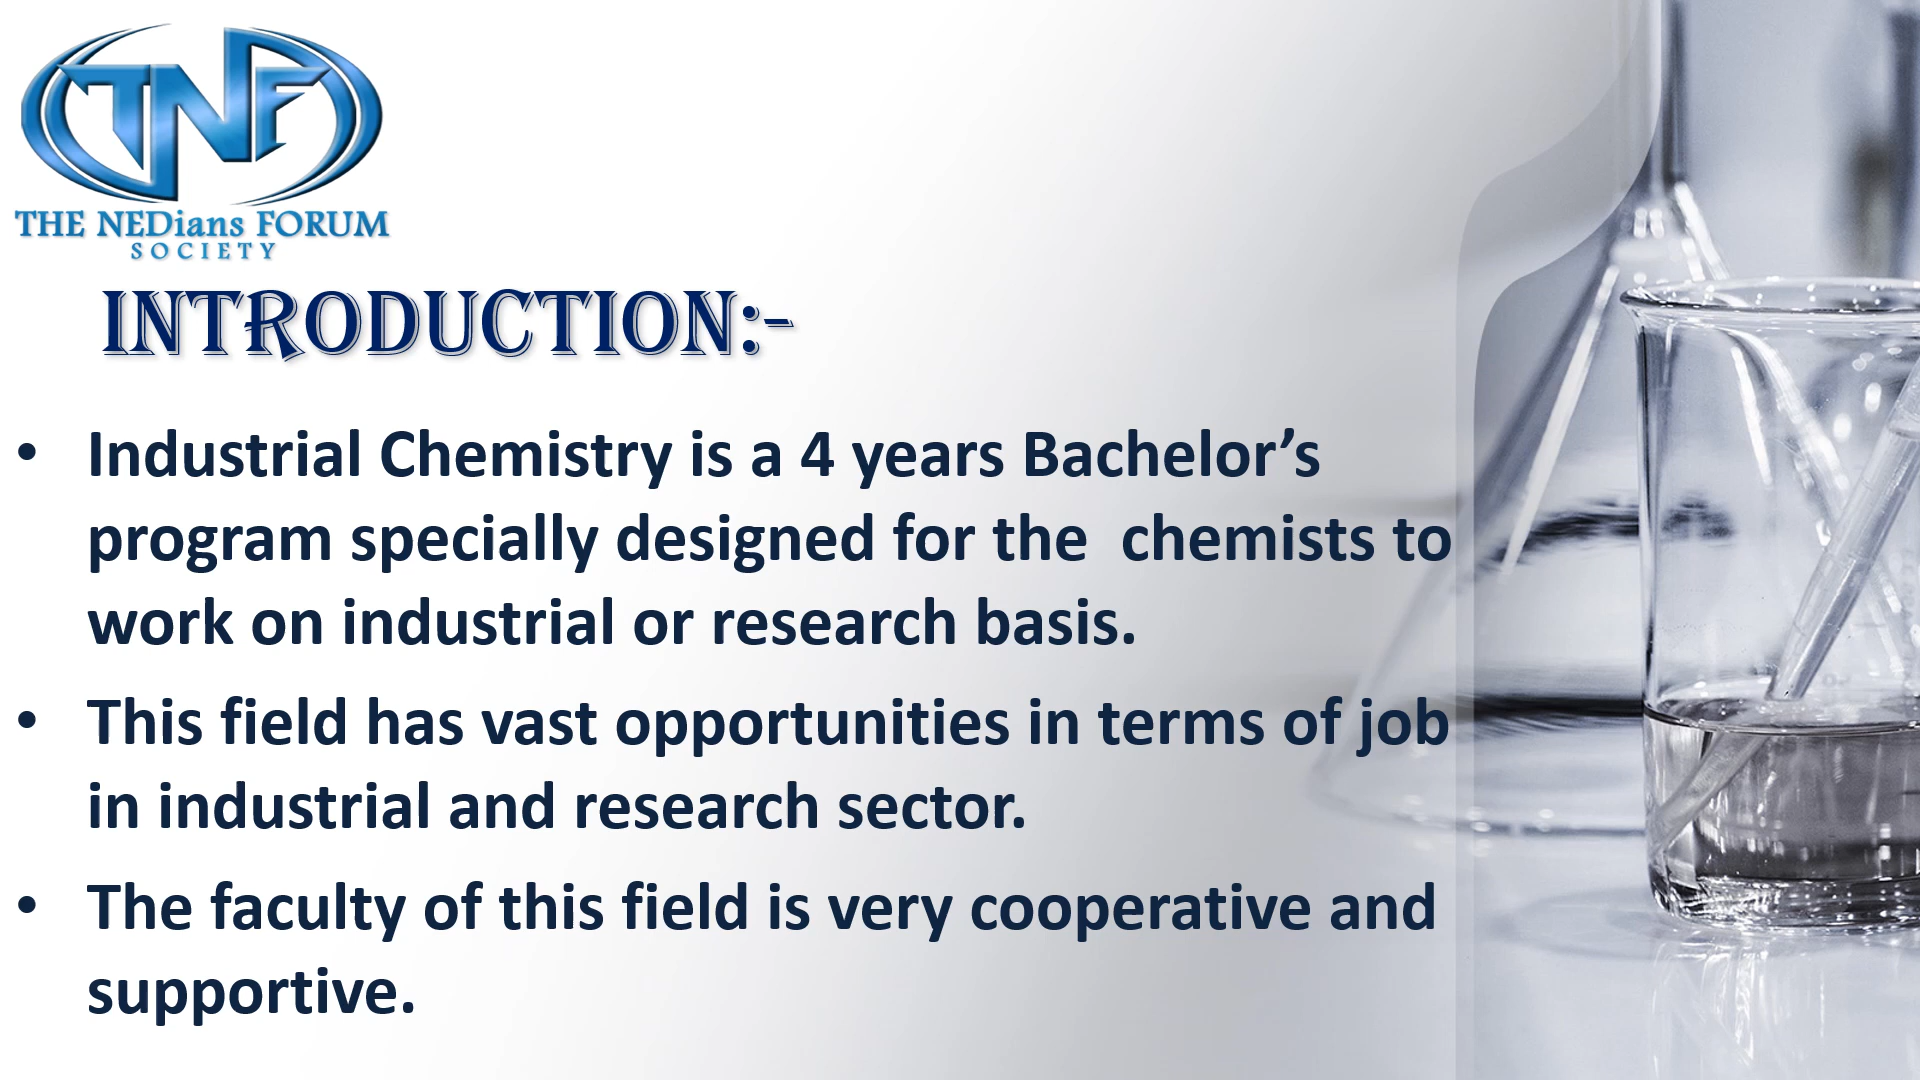 TNF
THE NEDians FORUM
SOCIETY
INTRODUCTION:-
• Industrial Chemistry is a 4 years Bachelor’s
program specially designed for the  chemists to
work on industrial or research basis.
• This field has vast opportunities in terms of job
in industrial and research sector.
• The faculty of this field is very cooperative and
supportive.